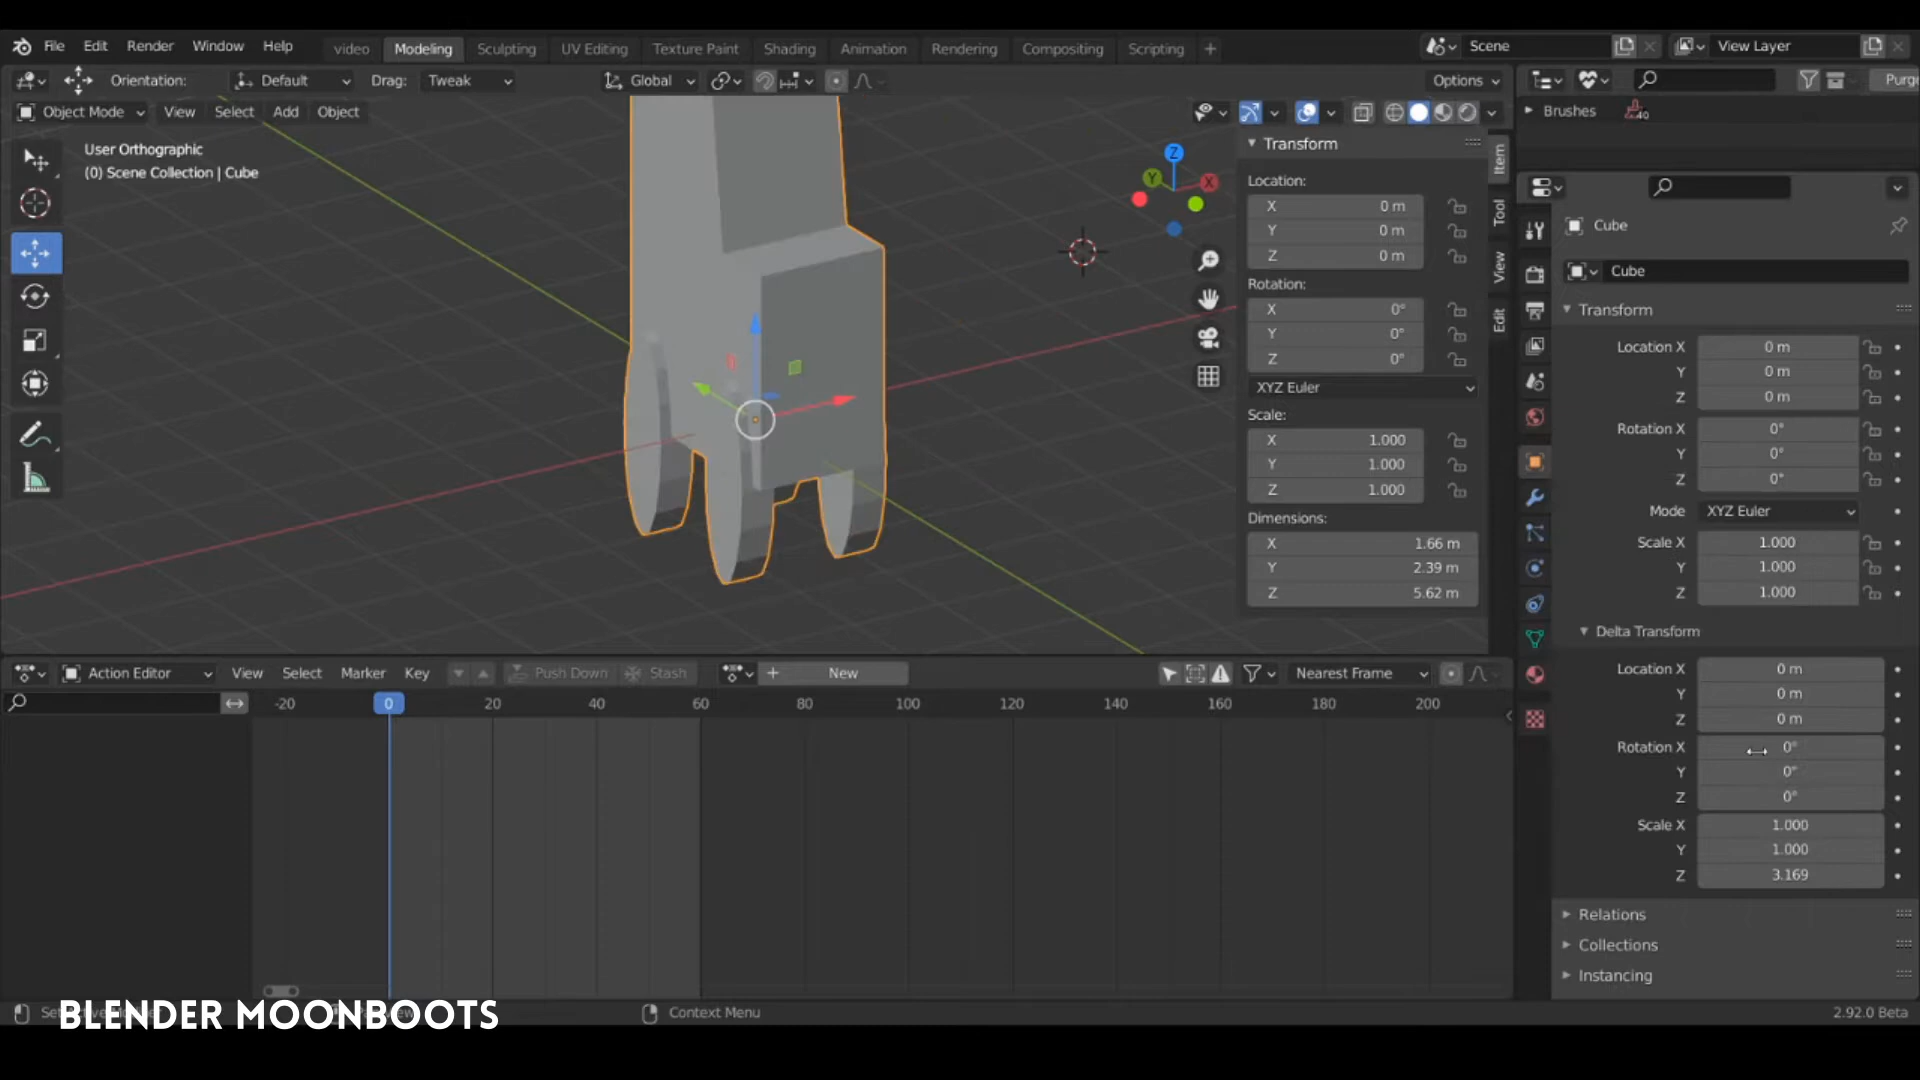 File Edit Render Window Help video Modeling Sculpting UV Editing Texture Paint Shading Animation Rendering Compositing Scripting + Scene View Layer
Orientation: Default Drag: Tweak Global Options Purge
Object Mode View Select Add Object
Brushes 40
User Orthographic
(0) Scene Collection | Cube
Z
Y
X
Transform
Location:
X 0 m
Y 0 m
Z 0 m
Rotation:
X 0°
Y 0°
Z 0°
XYZ Euler
Scale:
X 1.000
Y 1.000
Z 1.000
Dimensions:
X 1.66 m
Y 2.39 m
Z 5.62 m
Item
Tool
View
Edit
Cube
Cube
Transform
Location X 0 m
Y 0 m
Z 0 m
Rotation X 0°
Y 0°
Z 0°
Mode XYZ Euler
Scale X 1.000
Y 1.000
Z 1.000
Delta Transform
Location X 0 m
Y 0 m
Z 0 m
Rotation X 0°
Y 0°
Z 0°
Scale X 1.000
Y 1.000
Z 3.169
Relations
Collections
Instancing
Action Editor View Select Marker Key Push Down Stash + New Nearest Frame
-20 0 20 40 60 80 100 120 140 160 180 200
BLENDER MOONBOOTS
Context Menu
2.92.0 Beta